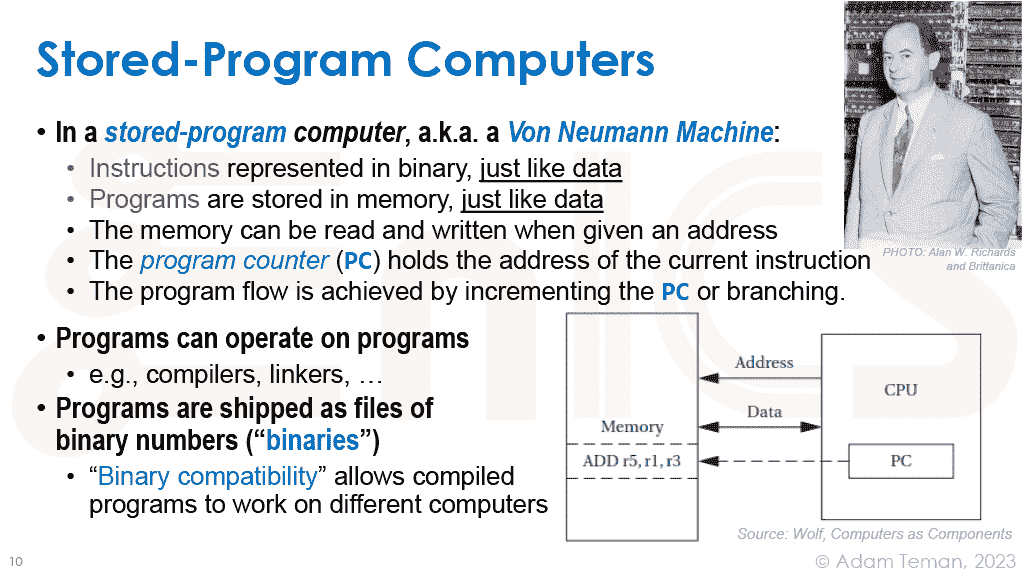 Stored-Program Computers
• In a stored-program computer, a.k.a. a Von Neumann Machine:
• Instructions represented in binary, just like data
• Programs are stored in memory, just like data
• The memory can be read and written when given an address
• The program counter (PC) holds the address of the current instruction
• The program flow is achieved by incrementing the PC or branching.
PHOTO: Alan W. Richards
and Brittanica
• Programs can operate on programs
• e.g., compilers, linkers, …
• Programs are shipped as files of
binary numbers (“binaries”)
• “Binary compatibility” allows compiled
programs to work on different computers
Address
CPU
Data
Memory
ADD r5, r1, r3
PC
Source: Wolf, Computers as Components
10
© Adam Teman, 2023